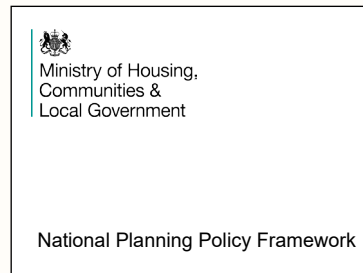 Ministry of Housing,
Communities &
Local Government
National Planning Policy Framework